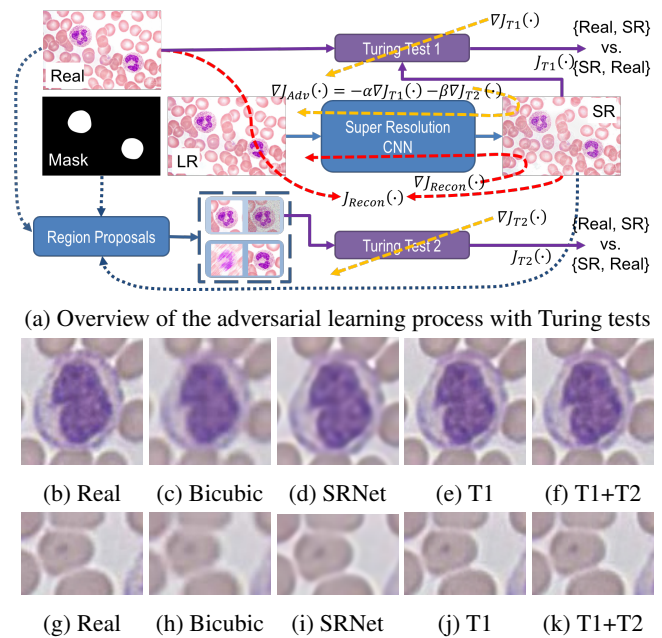 Real
Turing Test 1
∇J_{T1}(·)
J_{T1}(·)
{Real, SR}
vs.
{SR, Real}
∇J_{Adv}(·) = −α∇J_{T1}(·) −β∇J_{T2}(·)
Mask
LR
Super Resolution
CNN
SR
∇J_{Recon}(·)
J_{Recon}(·)
Region Proposals
Turing Test 2
∇J_{T2}(·)
J_{T2}(·)
{Real, SR}
vs.
{SR, Real}
(a) Overview of the adversarial learning process with Turing tests
(b) Real (c) Bicubic (d) SRNet (e) T1 (f) T1+T2
(g) Real (h) Bicubic (i) SRNet (j) T1 (k) T1+T2